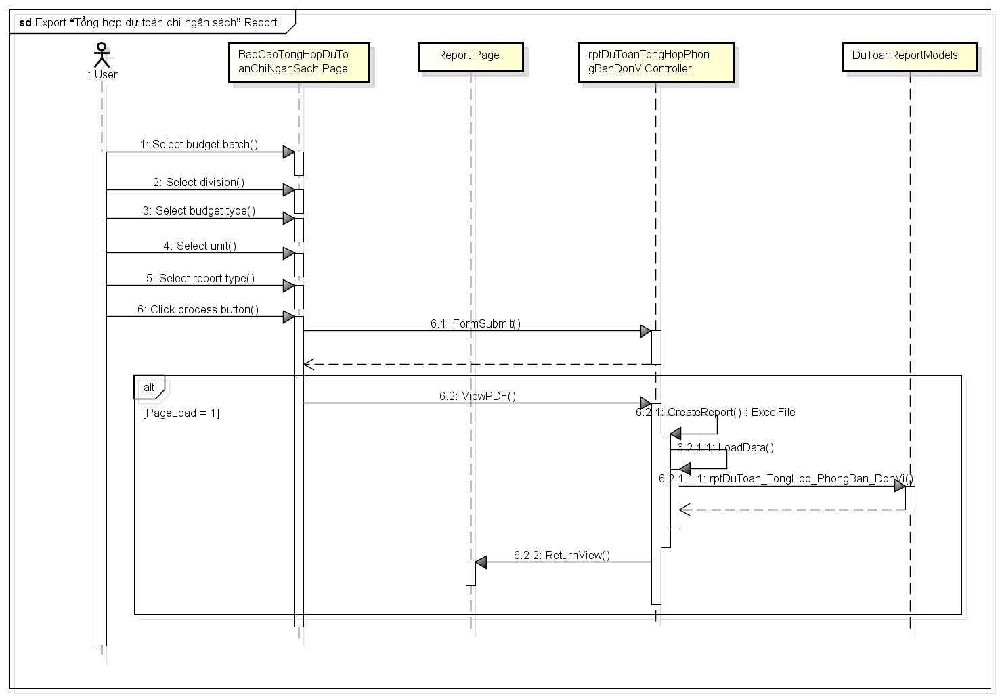 sd Export “Tổng hợp dự toán chi ngân sách” Report
: User
BaoCaoTongHopDuTo
anChiNganSach Page
Report Page
rptDuToanTongHopPhon
gBanDonViController
DuToanReportModels
1: Select budget batch()
2: Select division()
3: Select budget type()
4: Select unit()
5: Select report type()
6: Click process button()
6.1: FormSubmit()
alt
6.2: ViewPDF()
[PageLoad = 1]
6.2.1: CreateReport() : ExcelFile
6.2.1.1: LoadData()
6.2.1.1.1: rptDuToan_TongHop_PhongBan_DonVi()
6.2.2: ReturnView()